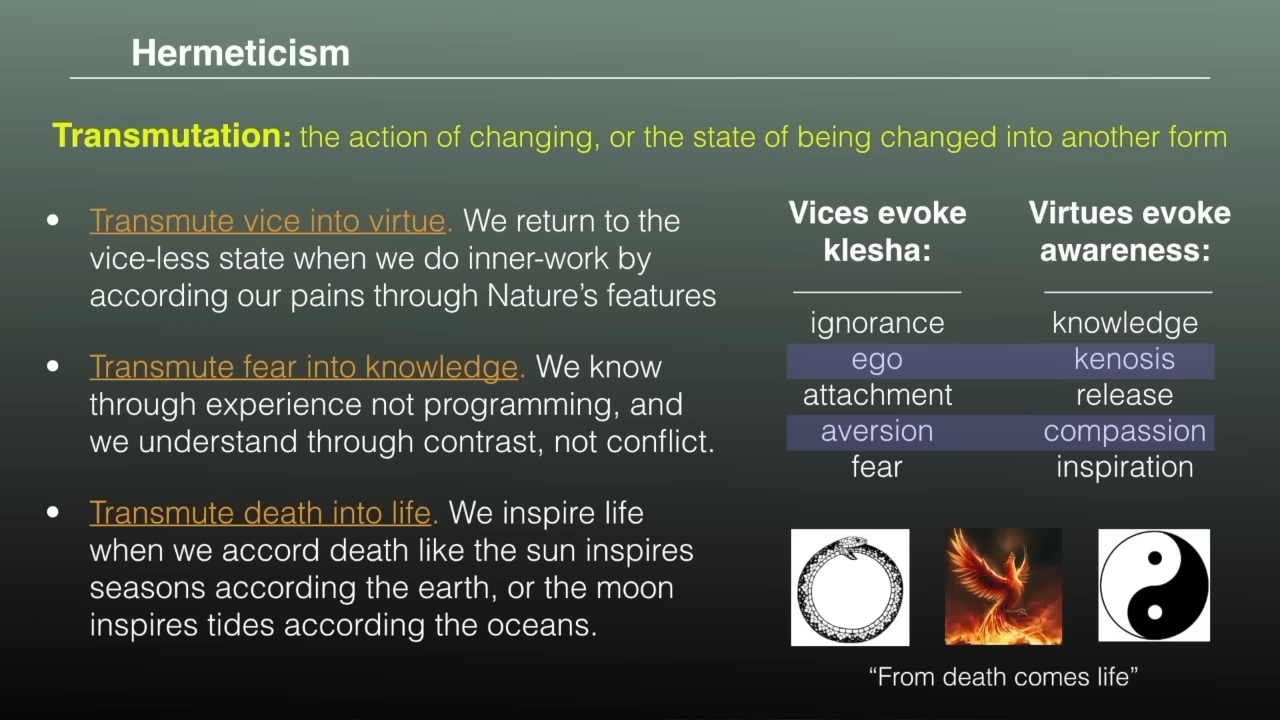 Hermeticism
Transmutation: the action of changing, or the state of being changed into another form
• Transmute vice into virtue. We return to the
vice-less state when we do inner-work by
according our pains through Nature's features
• Transmute fear into knowledge. We know
through experience not programming, and
we understand through contrast, not conflict.
• Transmute death into life. We inspire life
when we accord death like the sun inspires
seasons according the earth, or the moon
inspires tides according the oceans.
Vices evoke
klesha:
ignorance
ego
attachment
aversion
fear
Virtues evoke
awareness:
knowledge
kenosis
release
compassion
inspiration
“From death comes life”